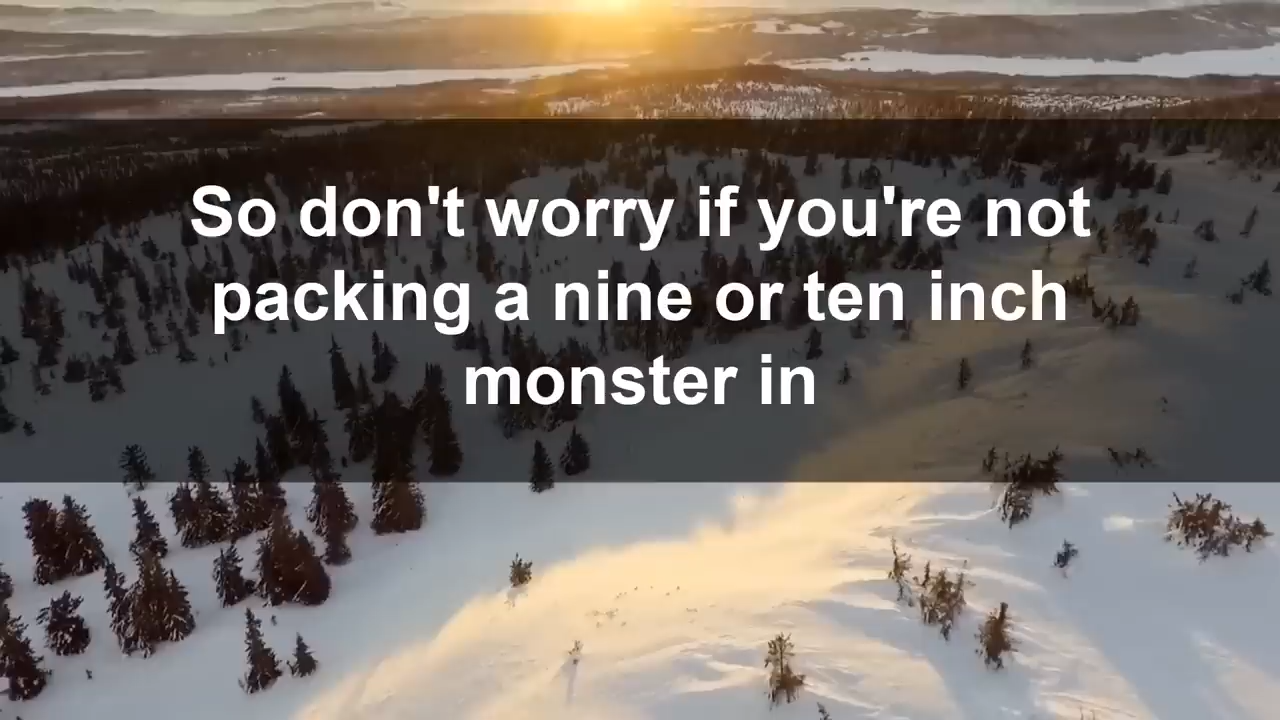 So don't worry if you're not
packing a nine or ten inch
monster in